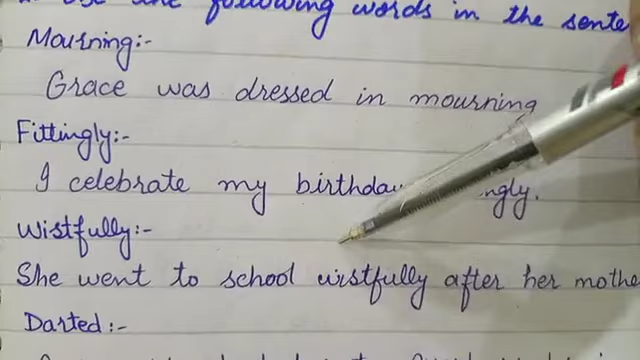 following words in the sente
Mourning:-
Grace was dressed in mourning
Fittingly:-
I celebrate my birthday ngly.
Wistfully:-
She went to school wistfully after her mothe
Darted:-